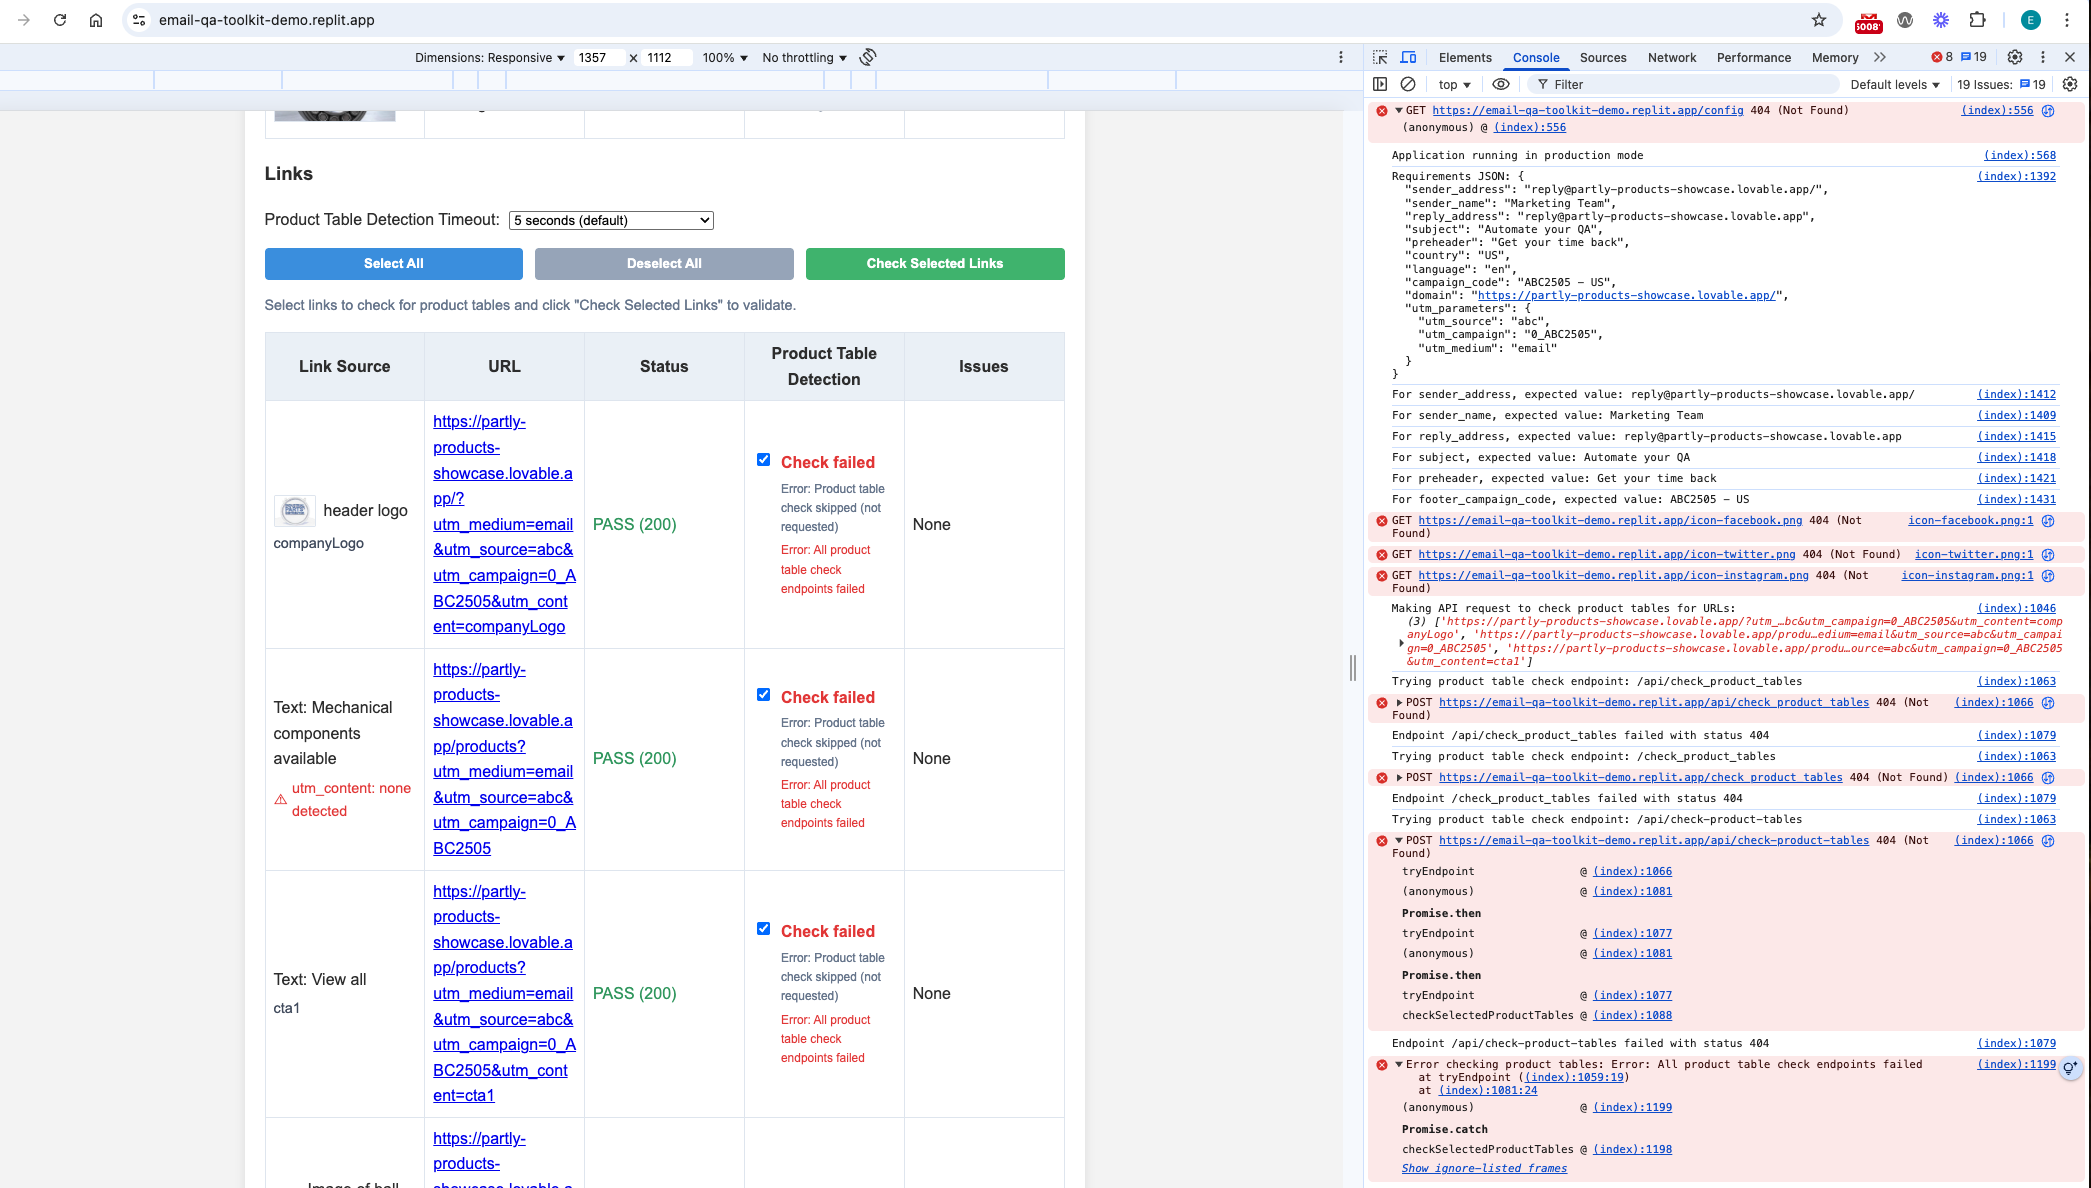 email-qa-toolkit-demo.replit.app
5008
E
Dimensions: Responsive 1357 x 1112 100% No throttling
Links
Product Table Detection Timeout: 5 seconds (default)
Select All
Deselect All
Check Selected Links
Select links to check for product tables and click "Check Selected Links" to validate.
Link Source
URL
Status
Product Table
Detection
Issues
header logo
companyLogo
https://partly-
products-
showcase.lovable.a
pp/?
utm_medium=email
&utm_source=abc&
utm_campaign=0_A
BC2505&utm_cont
ent=companyLogo
PASS (200)
Check failed
Error: Product table
check skipped (not
requested)
Error: All product
table check
endpoints failed
None
Text: Mechanical
components
available
utm_content: none
detected
https://partly-
products-
showcase.lovable.a
pp/products?
utm_medium=email
&utm_source=abc&
utm_campaign=0_A
BC2505
PASS (200)
Check failed
Error: Product table
check skipped (not
requested)
Error: All product
table check
endpoints failed
None
Text: View all
cta1
https://partly-
products-
showcase.lovable.a
pp/products?
utm_medium=email
&utm_source=abc&
utm_campaign=0_A
BC2505&utm_cont
ent=cta1
PASS (200)
Check failed
Error: Product table
check skipped (not
requested)
Error: All product
table check
endpoints failed
None
https://partly-
products-
showcase.lovable.a
Image of ball
Elements Console Sources Network Performance Memory 8 19
top Filter Default levels 19 Issues: 19
GET https://email-qa-toolkit-demo.replit.app/config 404 (Not Found) (index):556
(anonymous) @ (index):556
Application running in production mode (index):568
Requirements JSON: { (index):1392
"sender_address": "reply@partly-products-showcase.lovable.app/",
"sender_name": "Marketing Team",
"reply_address": "reply@partly-products-showcase.lovable.app",
"subject": "Automate your QA",
"preheader": "Get your time back",
"country": "US",
"language": "en",
"campaign_code": "ABC2505 - US",
"domain": "https://partly-products-showcase.lovable.app/",
"utm_parameters": {
"utm_source": "abc",
"utm_campaign": "0_ABC2505",
"utm_medium": "email"
}
}
For sender_address, expected value: reply@partly-products-showcase.lovable.app/ (index):1412
For sender_name, expected value: Marketing Team (index):1409
For reply_address, expected value: reply@partly-products-showcase.lovable.app (index):1415
For subject, expected value: Automate your QA (index):1418
For preheader, expected value: Get your time back (index):1421
For footer_campaign_code, expected value: ABC2505 - US (index):1431
GET https://email-qa-toolkit-demo.replit.app/icon-facebook.png 404 (Not icon-facebook.png:1
Found)
GET https://email-qa-toolkit-demo.replit.app/icon-twitter.png 404 (Not Found) icon-twitter.png:1
GET https://email-qa-toolkit-demo.replit.app/icon-instagram.png 404 (Not icon-instagram.png:1
Found)
Making API request to check product tables for URLs: (index):1046
(3) ['https://partly-products-showcase.lovable.app/?utm_…bc&utm_campaign=0_ABC2505&utm_content=comp
anyLogo', 'https://partly-products-showcase.lovable.app/produ…edium=email&utm_source=abc&utm_campai
gn=0_ABC2505', 'https://partly-products-showcase.lovable.app/produ…ource=abc&utm_campaign=0_ABC2505
&utm_content=cta1']
Trying product table check endpoint: /api/check_product_tables (index):1063
POST https://email-qa-toolkit-demo.replit.app/api/check_product_tables 404 (Not (index):1066
Found)
Endpoint /api/check_product_tables failed with status 404 (index):1079
Trying product table check endpoint: /check_product_tables (index):1063
POST https://email-qa-toolkit-demo.replit.app/check_product_tables 404 (Not Found) (index):1066
Endpoint /check_product_tables failed with status 404 (index):1079
Trying product table check endpoint: /api/check-product-tables (index):1063
POST https://email-qa-toolkit-demo.replit.app/api/check-product-tables 404 (Not (index):1066
Found)
tryEndpoint @ (index):1066
(anonymous) @ (index):1081
Promise.then
tryEndpoint @ (index):1077
(anonymous) @ (index):1081
Promise.then
tryEndpoint @ (index):1077
checkSelectedProductTables @ (index):1088
Endpoint /api/check-product-tables failed with status 404 (index):1079
Error checking product tables: Error: All product table check endpoints failed (index):1199
at tryEndpoint ((index):1059:19)
at (index):1081:24
(anonymous) @ (index):1199
Promise.catch
checkSelectedProductTables @ (index):1198
Show ignore-listed frames